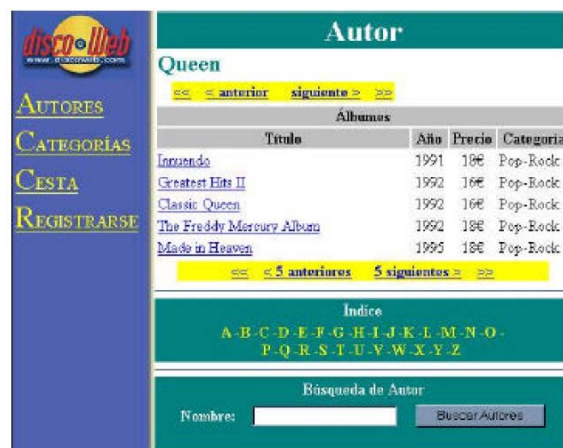 disco Web
www.discoweb.com
AUTORES
CATEGORÍAS
CESTA
REGISTRARSE
Autor
Queen
<< < anterior siguiente > >>
Álbumes
Título Año Precio Categoria
Innuendo 1991 18€ Pop-Rock
Greatest Hits II 1992 16€ Pop-Rock
Classic Queen 1992 16€ Pop-Rock
The Freddy Mercury Album 1992 18€ Pop-Rock
Made in Heaven 1995 18€ Pop-Rock
<< < 5 anteriores 5 siguientes > >>
Índice
A -B -C -D -E -F -G -H -I -J -K -L -M -N -O -
P -Q -R -S -T -U -V -W -X -Y -Z
Búsqueda de Autor
Nombre: Buscar Autores